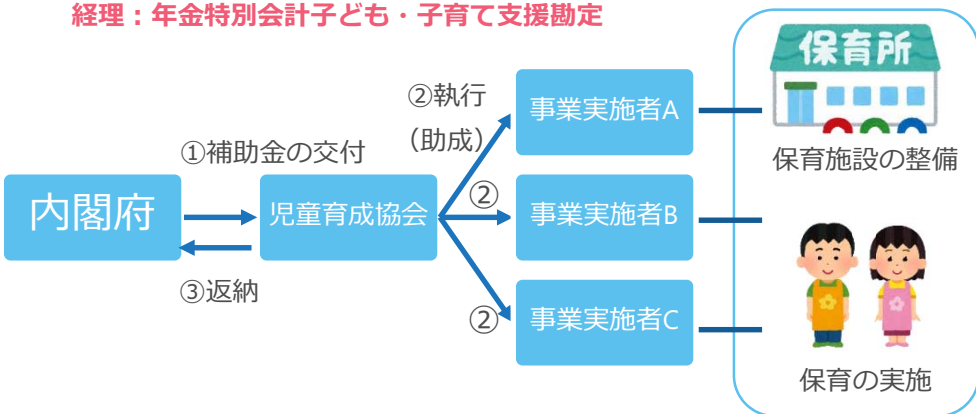 経理：年金特別会計子ども・子育て支援勘定
①補助金の交付
内閣府
児童育成協会
③返納
②執行
（助成）
②
②
事業実施者A
事業実施者B
事業実施者C
保育所
保育施設の整備
保育の実施